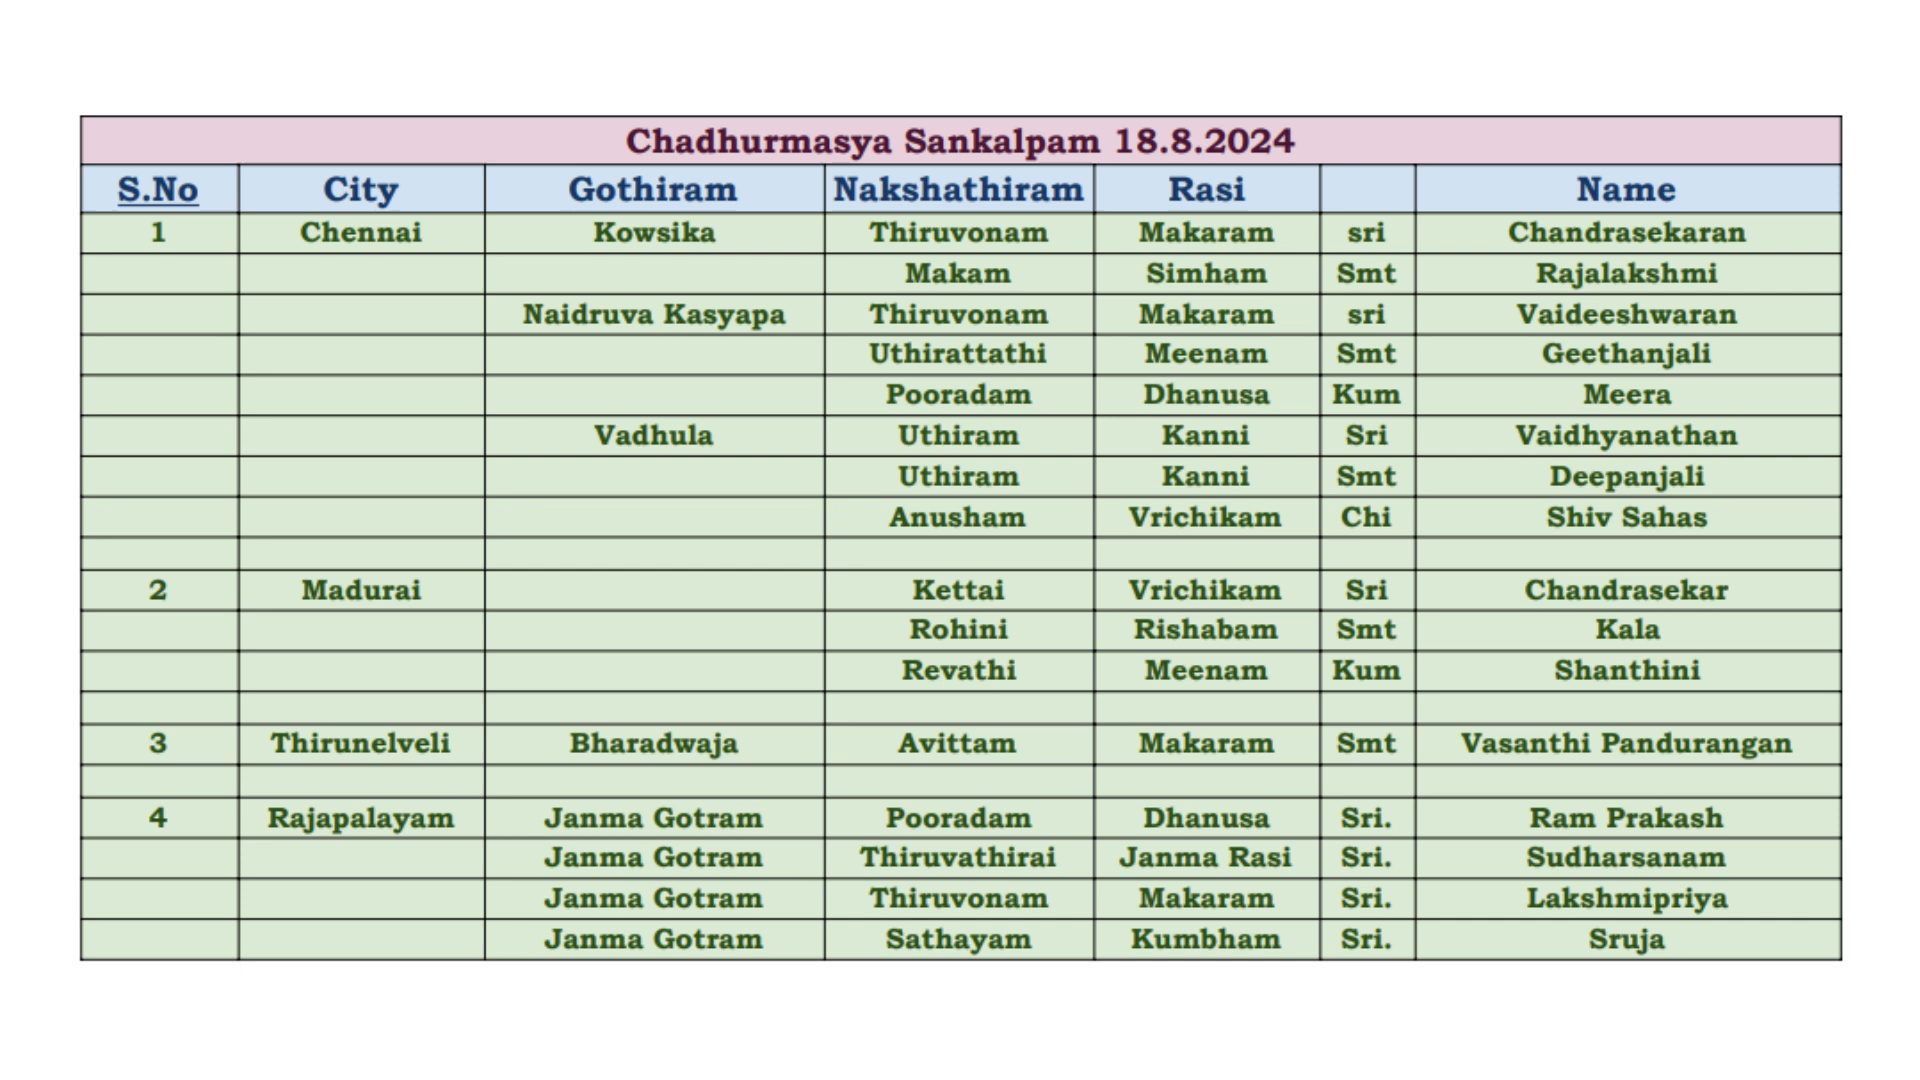 Chadhurmasya Sankalpam 18.8.2024
S.No City Gothiram Nakshathiram Rasi Name
1 Chennai Kowsika Thiruvonam Makaram sri Chandrasekaran
Makam Simham Smt Rajalakshmi
Naidruva Kasyapa Thiruvonam Makaram sri Vaideeshwaran
Uthirattathi Meenam Smt Geethanjali
Pooradam Dhanusa Kum Meera
Vadhula Uthiram Kanni Sri Vaidhyanathan
Uthiram Kanni Smt Deepanjali
Anusham Vrichikam Chi Shiv Sahas
2 Madurai Kettai Vrichikam Sri Chandrasekar
Rohini Rishabam Smt Kala
Revathi Meenam Kum Shanthini
3 Thirunelveli Bharadwaja Avittam Makaram Smt Vasanthi Pandurangan
4 Rajapalayam Janma Gotram Pooradam Dhanusa Sri. Ram Prakash
Janma Gotram Thiruvathirai Janma Rasi Sri. Sudharsanam
Janma Gotram Thiruvonam Makaram Sri. Lakshmipriya
Janma Gotram Sathayam Kumbham Sri. Sruja